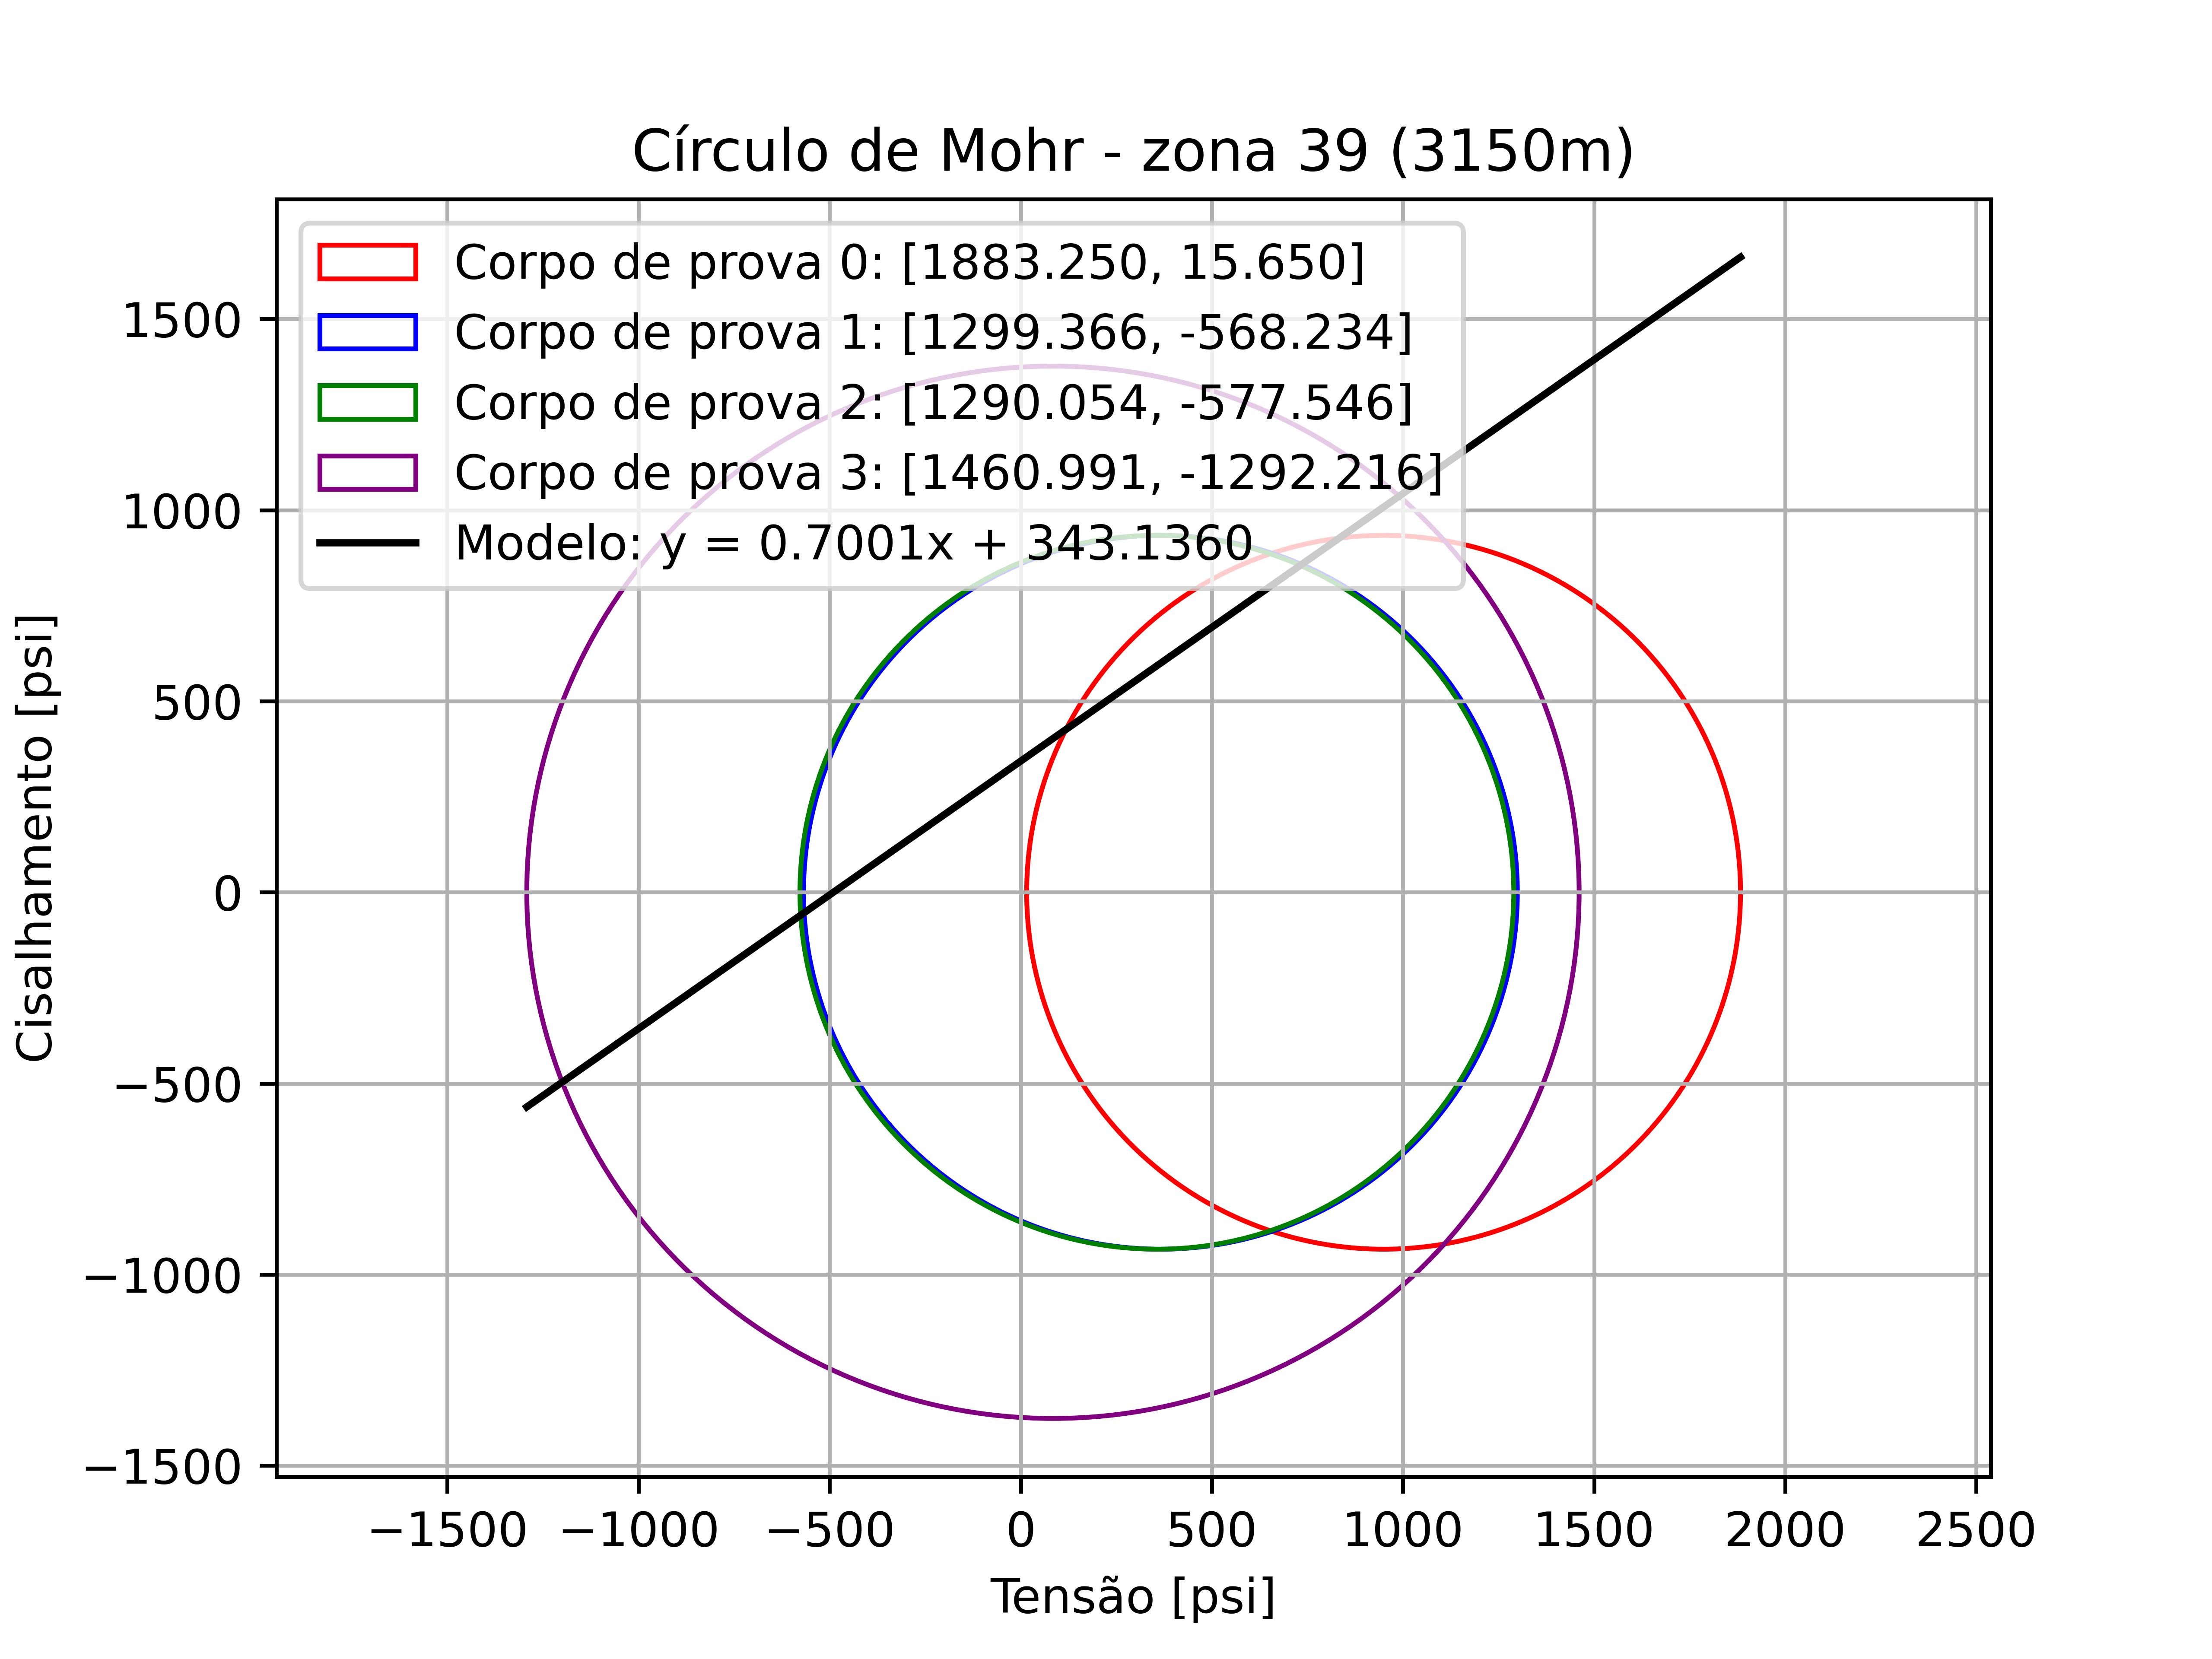 Círculo de Mohr - zona 39 (3150m)
Corpo de prova 0: [1883.250, 15.650]
Corpo de prova 1: [1299.366, -568.234]
Corpo de prova 2: [1290.054, -577.546]
Corpo de prova 3: [1460.991, -1292.216]
Modelo: y = 0.7001x + 343.1360
Cisalhamento [psi]
1500
1000
500
0
−500
−1000
−1500
−1500 −1000 −500 0 500 1000 1500 2000 2500
Tensão [psi]